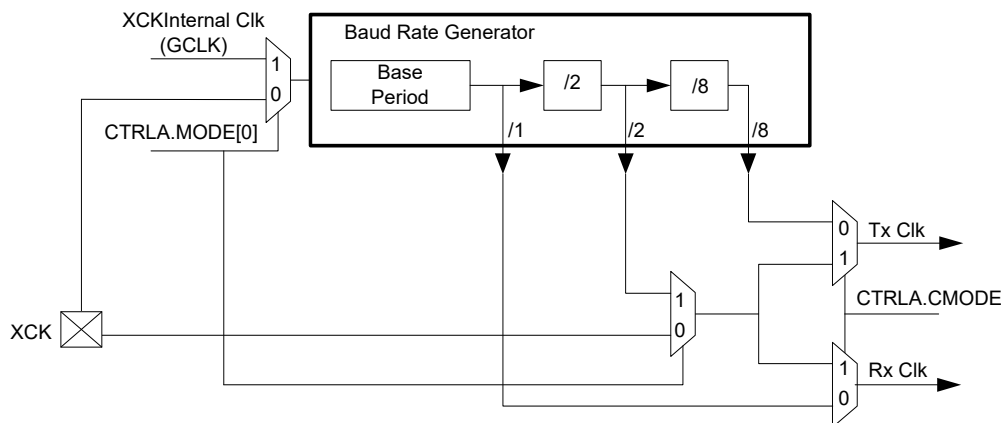 XCKInternal Clk
(GCLK)
Baud Rate Generator
1
0
Base
Period
/2
/8
CTRLA.MODE[0]
/1
/2
/8
0
1
Tx Clk
1
0
CTRLA.CMODE
XCK
1
0
Rx Clk